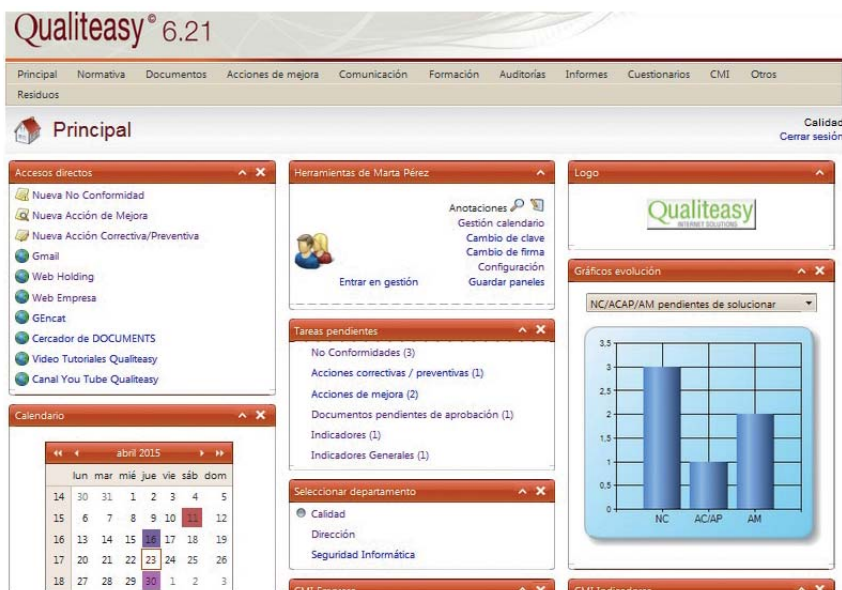 Qualiteasy® 6.21
Principal Normativa Documentos Acciones de mejora Comunicación Formación Auditorías Informes Cuestionarios CMI Otros
Residuos
Principal
Calidad
Cerrar sesión
Accesos directos
Nueva No Conformidad
Nueva Acción de Mejora
Nueva Acción Correctiva/Preventiva
Gmail
Web Holding
Web Empresa
GEncat
Cercador de DOCUMENTS
Video Tutoriales Qualiteasy
Canal You Tube Qualiteasy
Calendario
abril 2015
lun mar mié jue vie sáb dom
14 30 31 1 2 3 4 5
15 6 7 8 9 10 11 12
16 13 14 15 16 17 18 19
17 20 21 22 23 24 25 26
18 27 28 29 30 1 2 3
Herramientas de Marta Pérez
Anotaciones
Gestión calendario
Cambio de clave
Cambio de firma
Configuración
Entrar en gestión Guardar paneles
Tareas pendientes
No Conformidades (3)
Acciones correctivas / preventivas (1)
Acciones de mejora (2)
Documentos pendientes de aprobación (1)
Indicadores (1)
Indicadores Generales (1)
Seleccionar departamento
Calidad
Dirección
Seguridad Informática
CMI Empresa
Logo
Qualiteasy
INTERNET SOLUTIONS
Gráficos evolución
NC/ACAP/AM pendientes de solucionar
3,5
3
2,5
2
1,5
1
0,5
0
NC AC/AP AM
CMI Indicadores